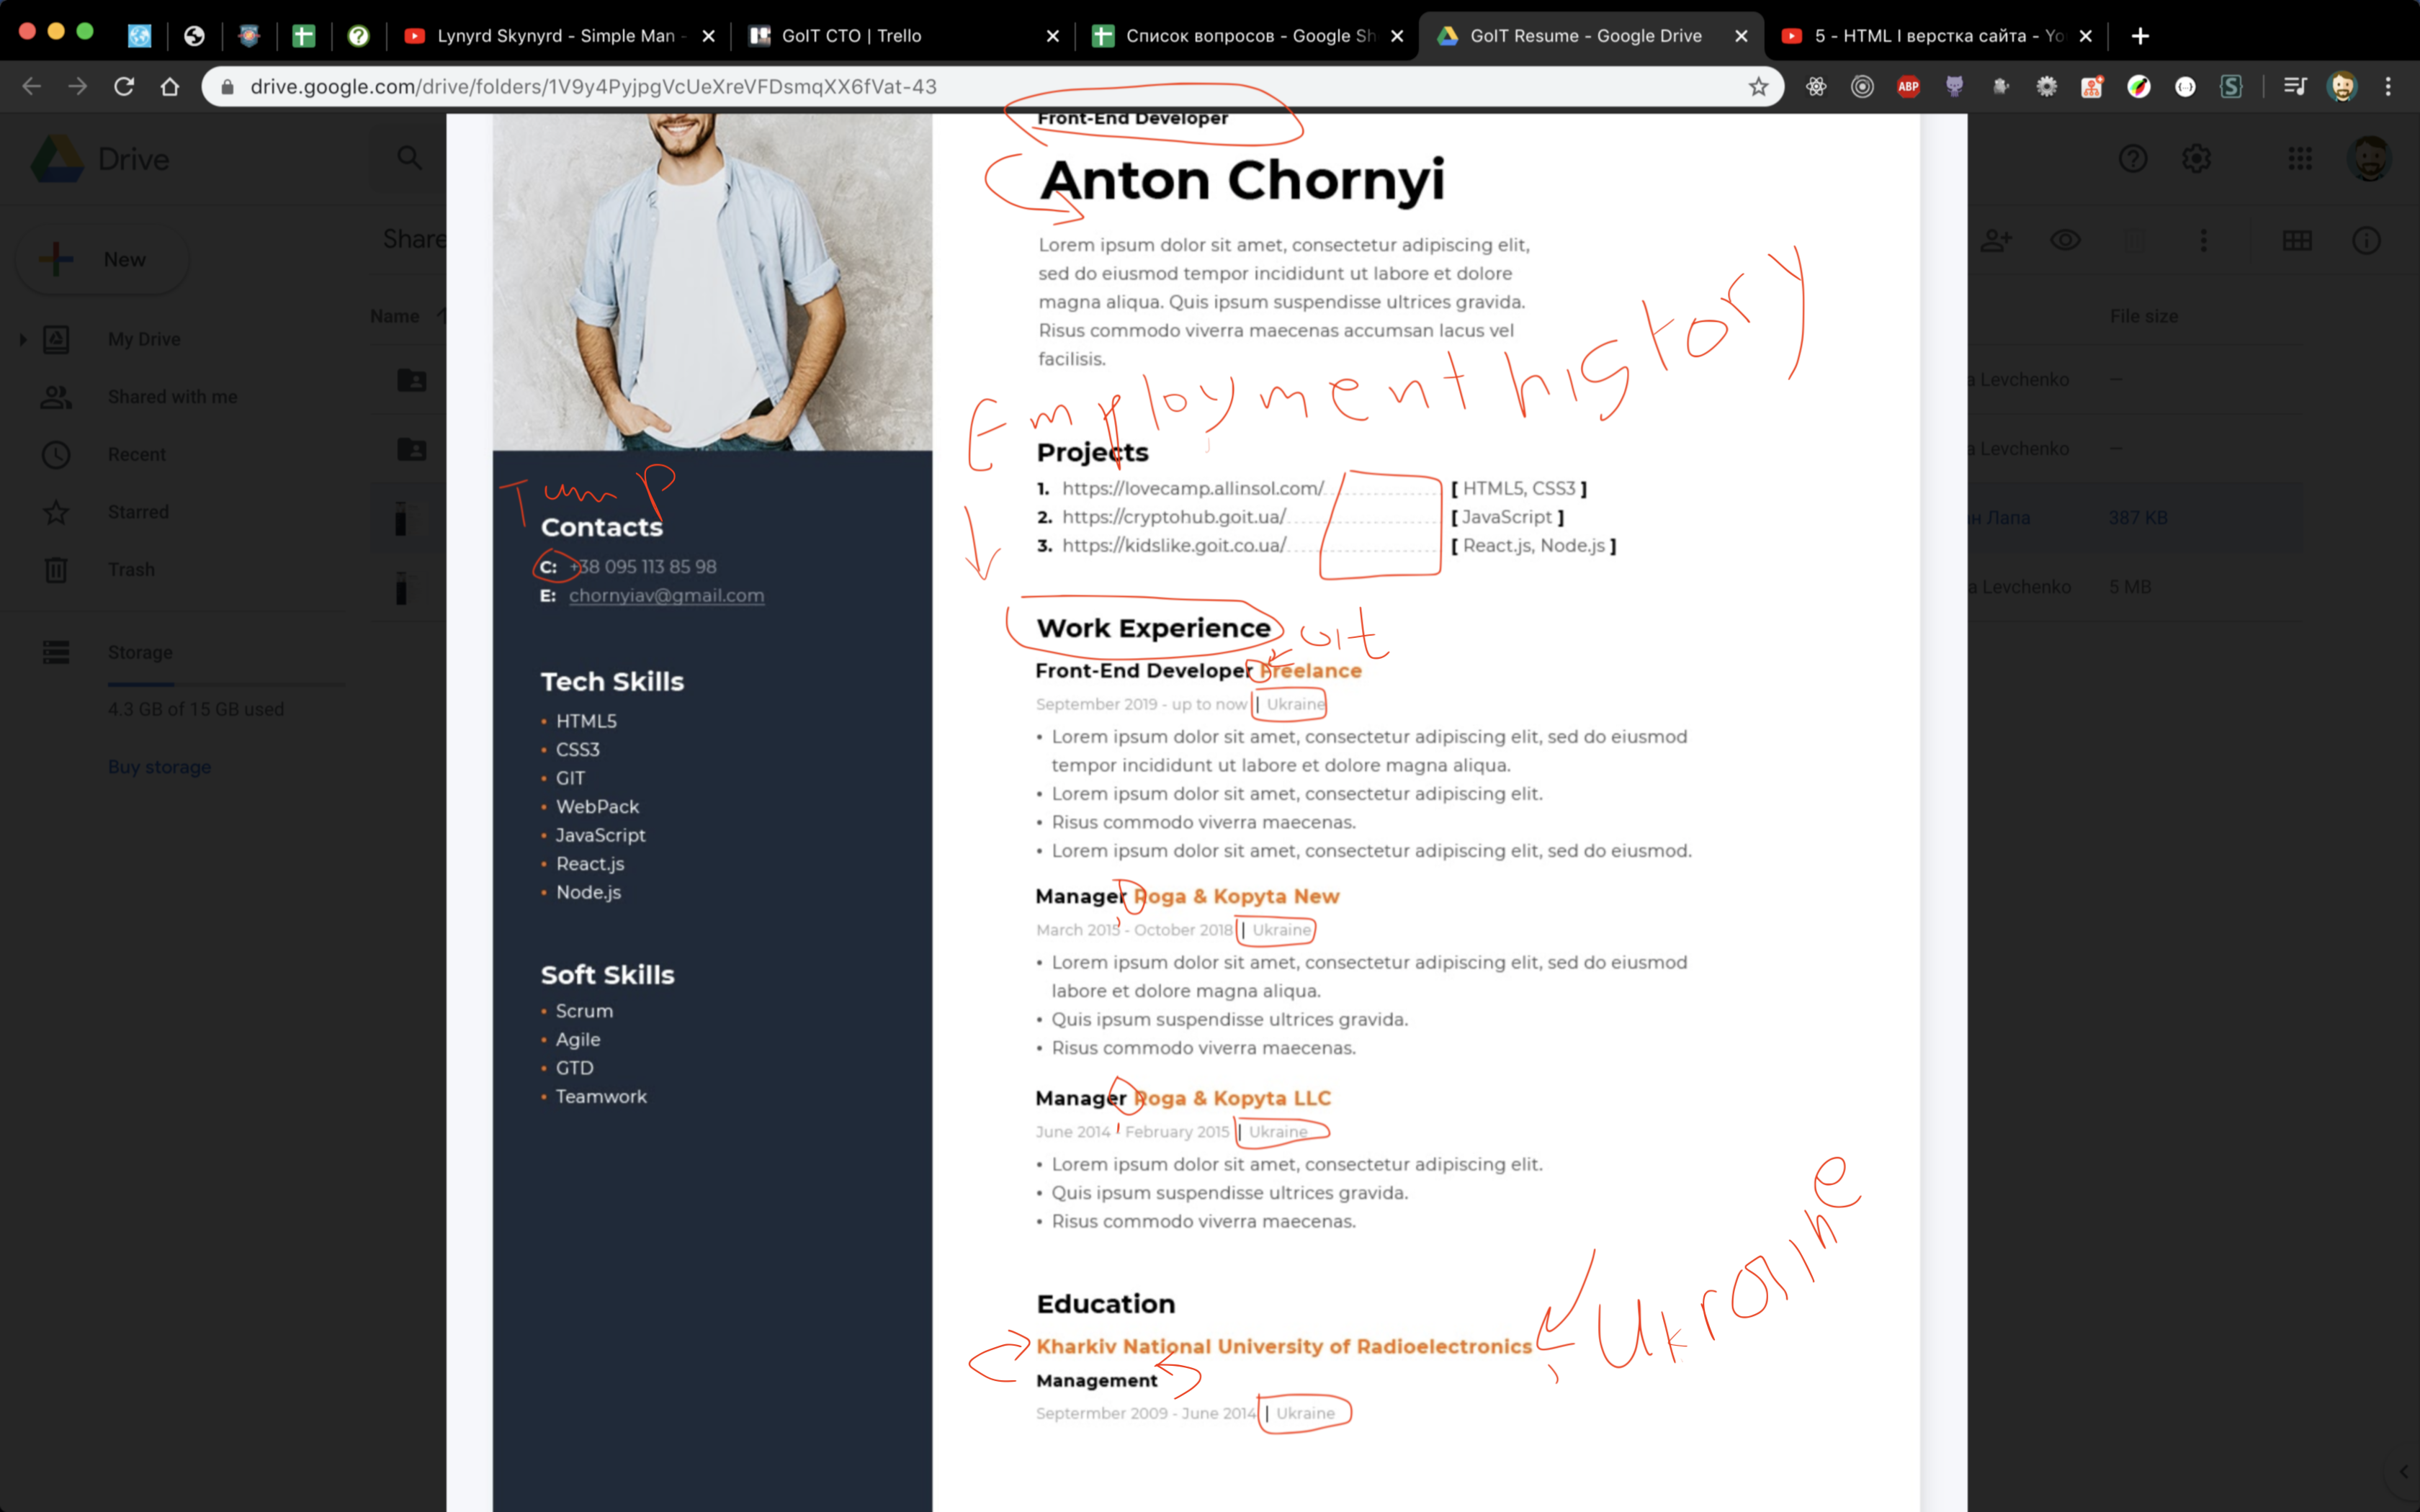 Lynyrd Skynyrd - Simple Man -
GoIT CTO | Trello
Список вопросов - Google Sh
GoIT Resume - Google Drive
5 - HTML I верстка сайта - Yo
drive.google.com/drive/folders/1V9y4PyjpgVcUeXreVFDsmqXX6fVat-43
ABP
Drive
New
My Drive
Shared with me
Recent
Starred
Trash
Storage
4.3 GB of 15 GB used
Buy storage
Share
Name
Contacts
C: +38 095 113 85 98
E: chornyiav@gmail.com
Tech Skills
• HTML5
• CSS3
• GIT
• WebPack
• JavaScript
• React.js
• Node.js
Soft Skills
• Scrum
• Agile
• GTD
• Teamwork
Front-End Developer
Anton Chornyi
Lorem ipsum dolor sit amet, consectetur adipiscing elit,
sed do eiusmod tempor incididunt ut labore et dolore
magna aliqua. Quis ipsum suspendisse ultrices gravida.
Risus commodo viverra maecenas accumsan lacus vel
facilisis.
Employment history
Projects
1. https://lovecamp.allinsol.com/ [ HTML5, CSS3 ]
2. https://cryptohub.goit.ua/ [ JavaScript ]
3. https://kidslike.goit.co.ua/ [ React.js, Node.js ]
Work Experience
Front-End Developer Freelance
September 2019 - up to now | Ukraine
• Lorem ipsum dolor sit amet, consectetur adipiscing elit, sed do eiusmod
tempor incididunt ut labore et dolore magna aliqua.
• Lorem ipsum dolor sit amet, consectetur adipiscing elit.
• Risus commodo viverra maecenas.
• Lorem ipsum dolor sit amet, consectetur adipiscing elit, sed do eiusmod.
Manager Roga & Kopyta New
March 2015 - October 2018 | Ukraine
• Lorem ipsum dolor sit amet, consectetur adipiscing elit, sed do eiusmod
labore et dolore magna aliqua.
• Quis ipsum suspendisse ultrices gravida.
• Risus commodo viverra maecenas.
Manager Roga & Kopyta LLC
June 2014 - February 2015 | Ukraine
• Lorem ipsum dolor sit amet, consectetur adipiscing elit.
• Quis ipsum suspendisse ultrices gravida.
• Risus commodo viverra maecenas.
Education
Kharkiv National University of Radioelectronics
, Ukraine
Management
Septermber 2009 - June 2014 | Ukraine
File size
a Levchenko —
a Levchenko —
н Лапа 387 KB
a Levchenko 5 MB